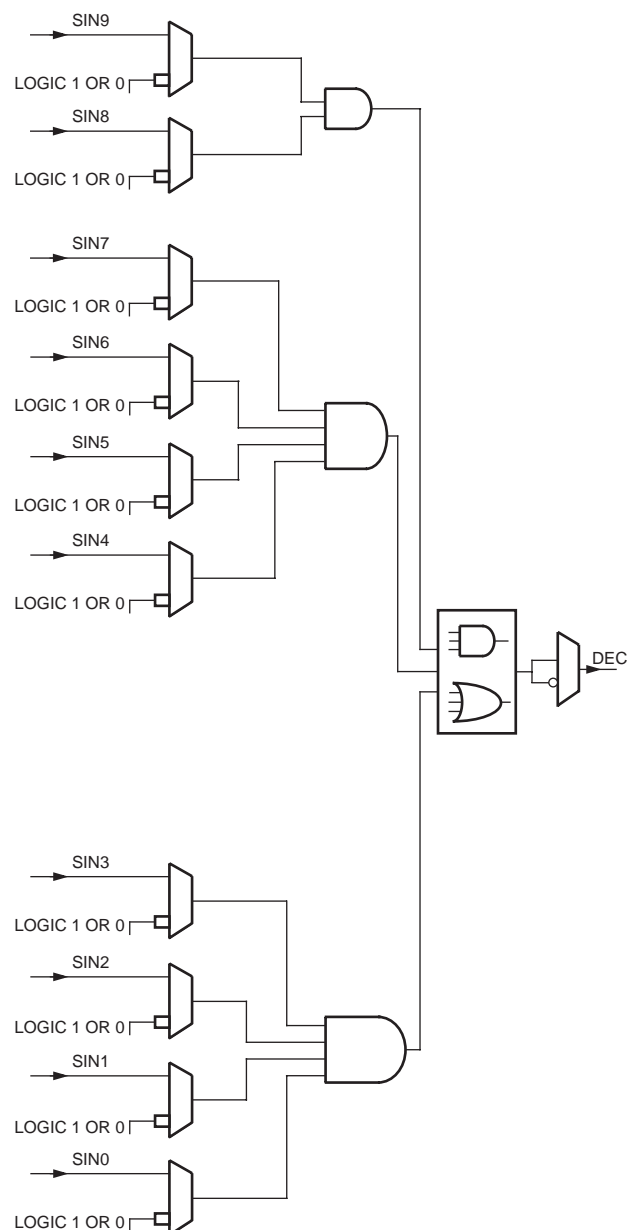 SIN9
LOGIC 1 OR 0
SIN8
LOGIC 1 OR 0
SIN7
LOGIC 1 OR 0
SIN6
LOGIC 1 OR 0
SIN5
LOGIC 1 OR 0
SIN4
LOGIC 1 OR 0
DEC
SIN3
LOGIC 1 OR 0
SIN2
LOGIC 1 OR 0
SIN1
LOGIC 1 OR 0
SIN0
LOGIC 1 OR 0